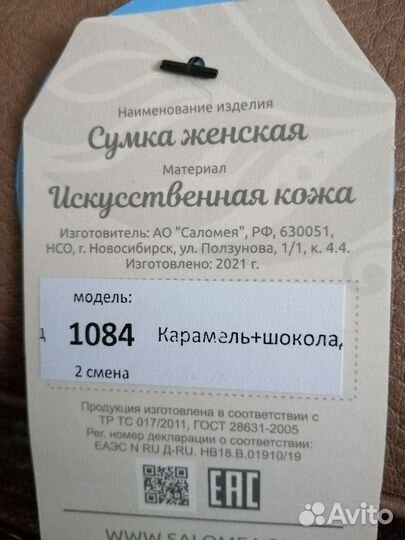 Наименование изделия
Сумка женская
Материал
Искусственная кожа
Изготовитель: АО "Саломея", РФ, 630051,
НСО, г. Новосибирск, ул. Ползунова, 1/1, к. 4.4.
Изготовлено: 2021 г.
модель:
д 1084 Карамель+шокола
2 смена
Продукция изготовлена в соответствии с
ТР ТС 017/2011, ГОСТ 28631-2005
Рег. номер декларации о соответствии:
ЕАЭС N RU Д-RU. НВ18.В.01910/19
EAC
Avito